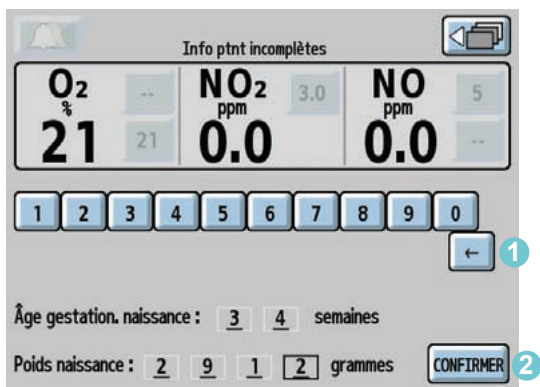 Info ptnt incomplètes
O2 % -- NO2 ppm 3.0 NO ppm 5
21 21 0.0 0.0 --
1 2 3 4 5 6 7 8 9 0
← 1
Âge gestation. naissance : 3 4 semaines
Poids naissance : 2 9 1 2 grammes CONFIRMER 2